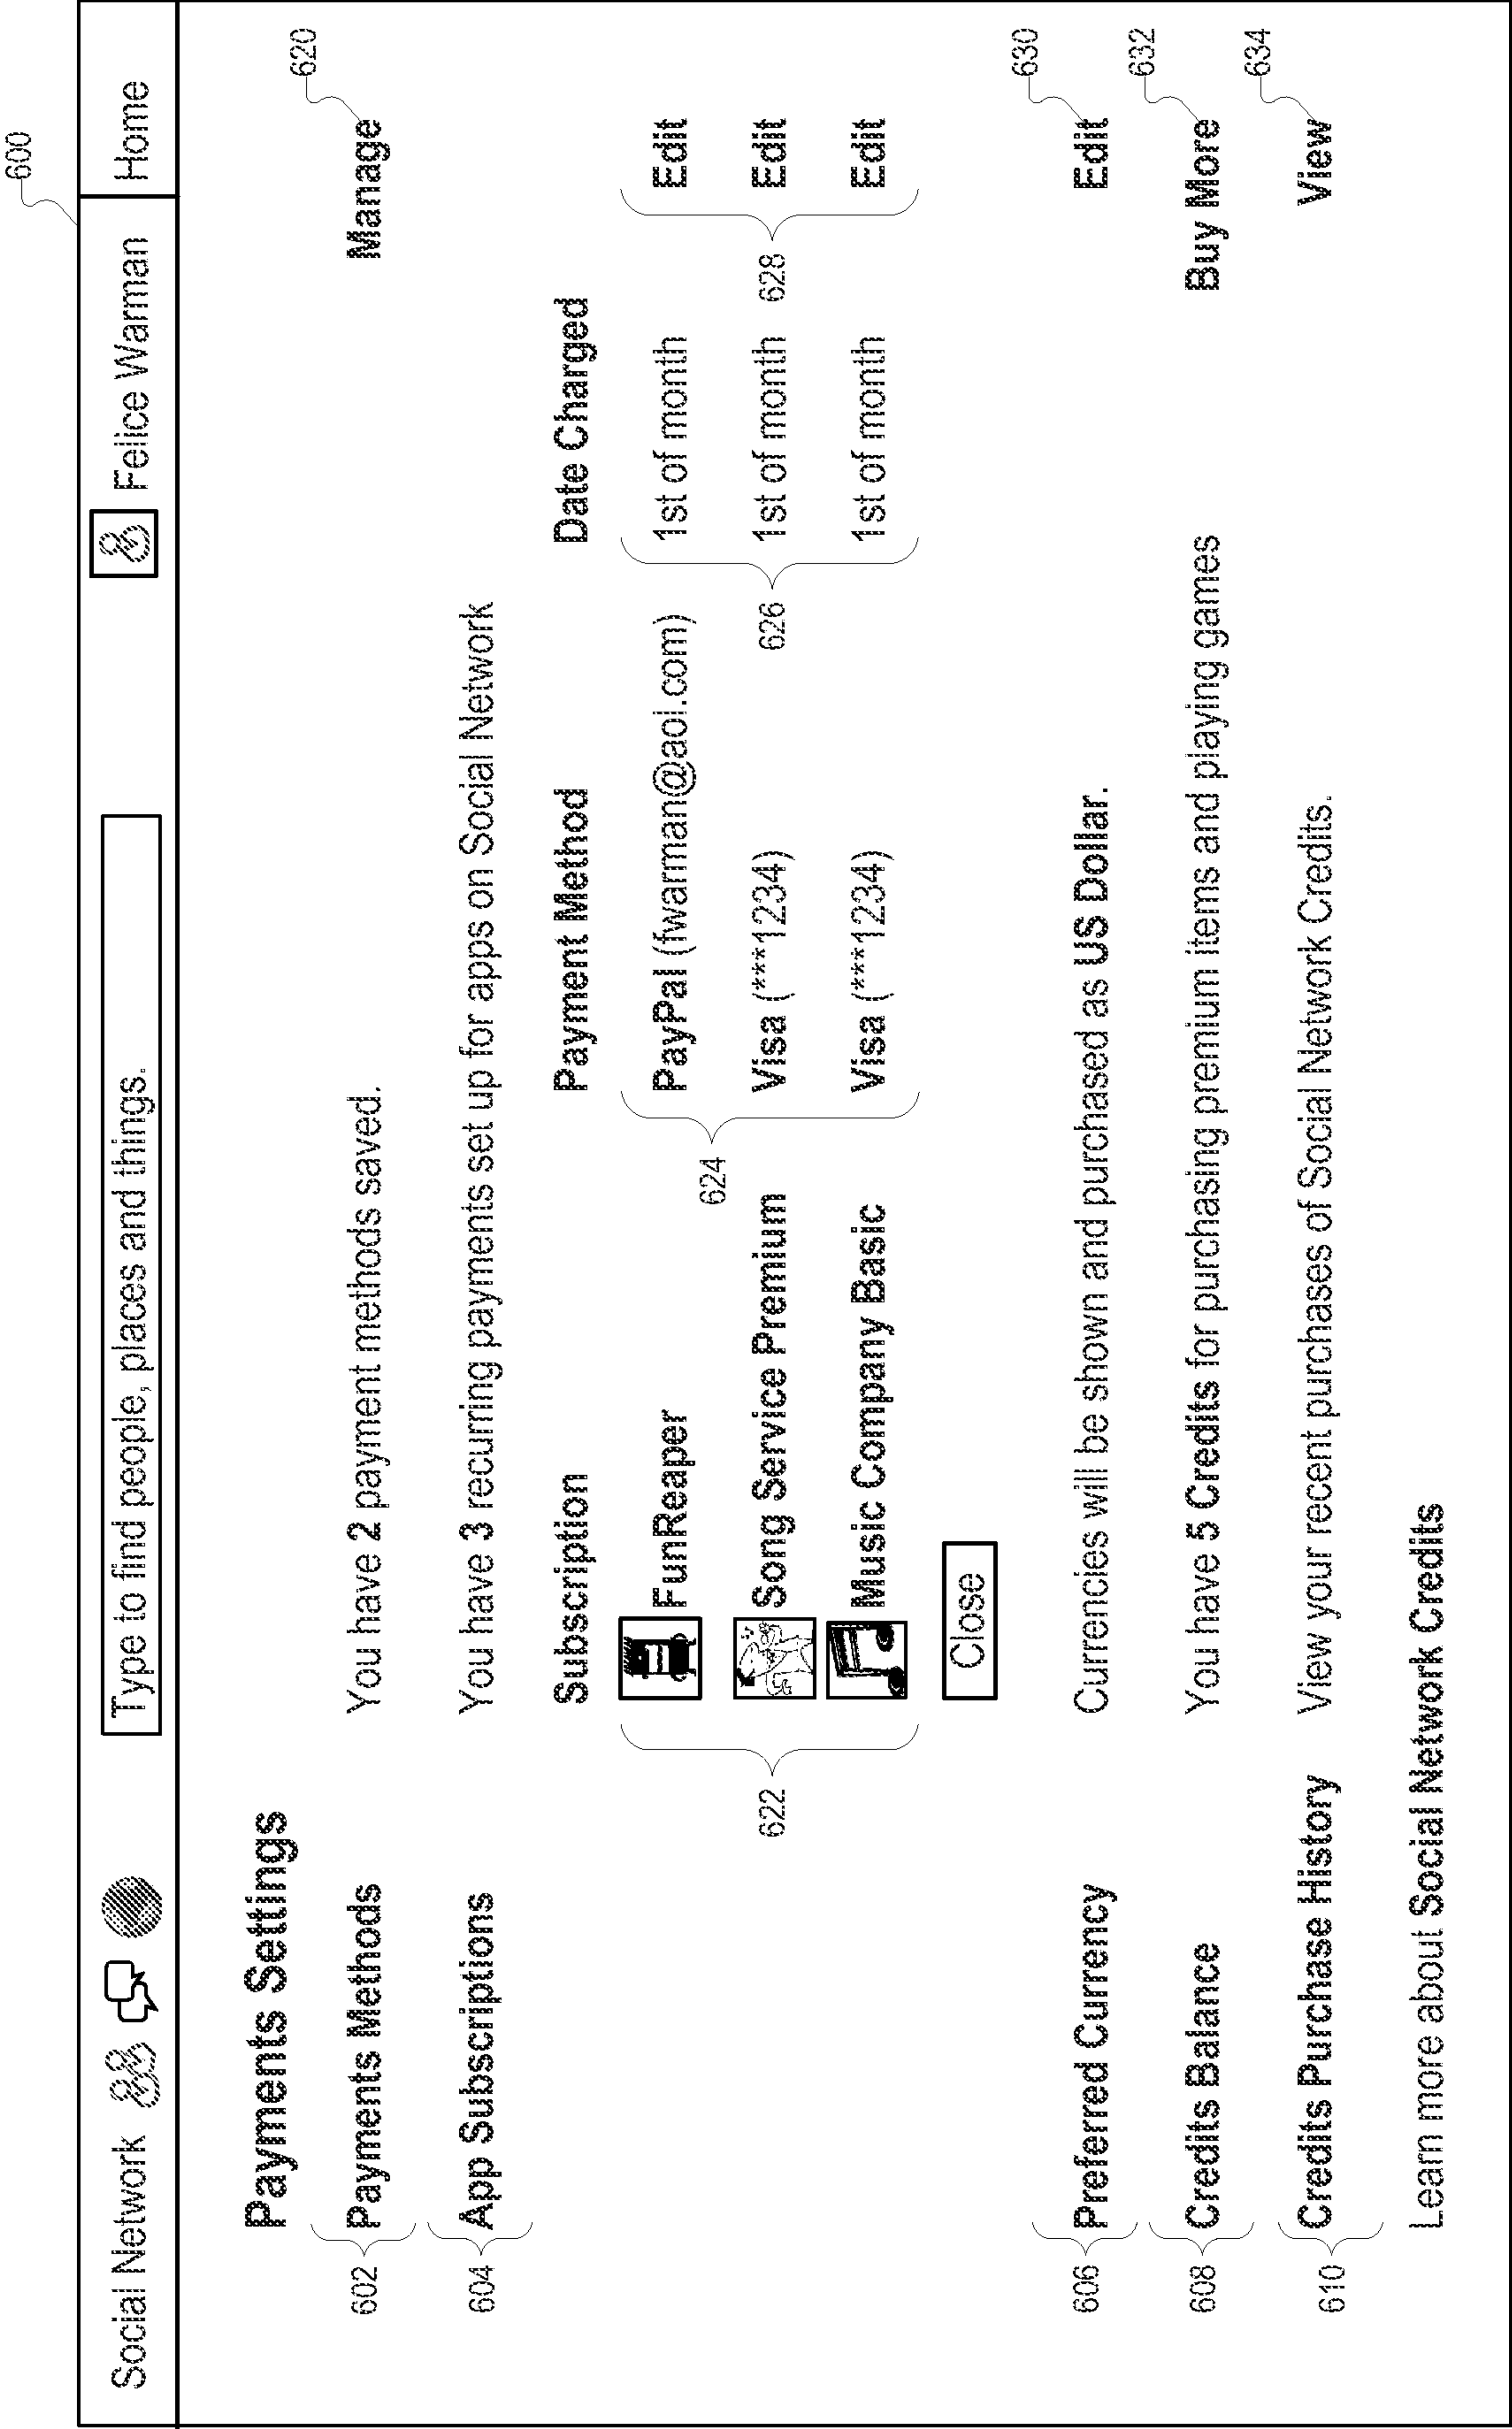 600
Social Network Type to find people, places and things. Felice Warman Home
Payments Settings
620
602 Payments Methods You have 2 payment methods saved. Manage
604 App Subscriptions You have 3 recurring payments set up for apps on Social Network
Subscription Payment Method Date Charged
FunReaper PayPal (fwarman@aol.com) 1st of month Edit
624
622 Song Service Premium Visa (***1234) 626 1st of month 628 Edit
Music Company Basic Visa (***1234) 1st of month Edit
Close
630
606 Preferred Currency Currencies will be shown and purchased as US Dollar. Edit
632
608 Credits Balance You have 5 Credits for purchasing premium items and playing games Buy More
634
610 Credits Purchase History View your recent purchases of Social Network Credits. View
Learn more about Social Network Credits